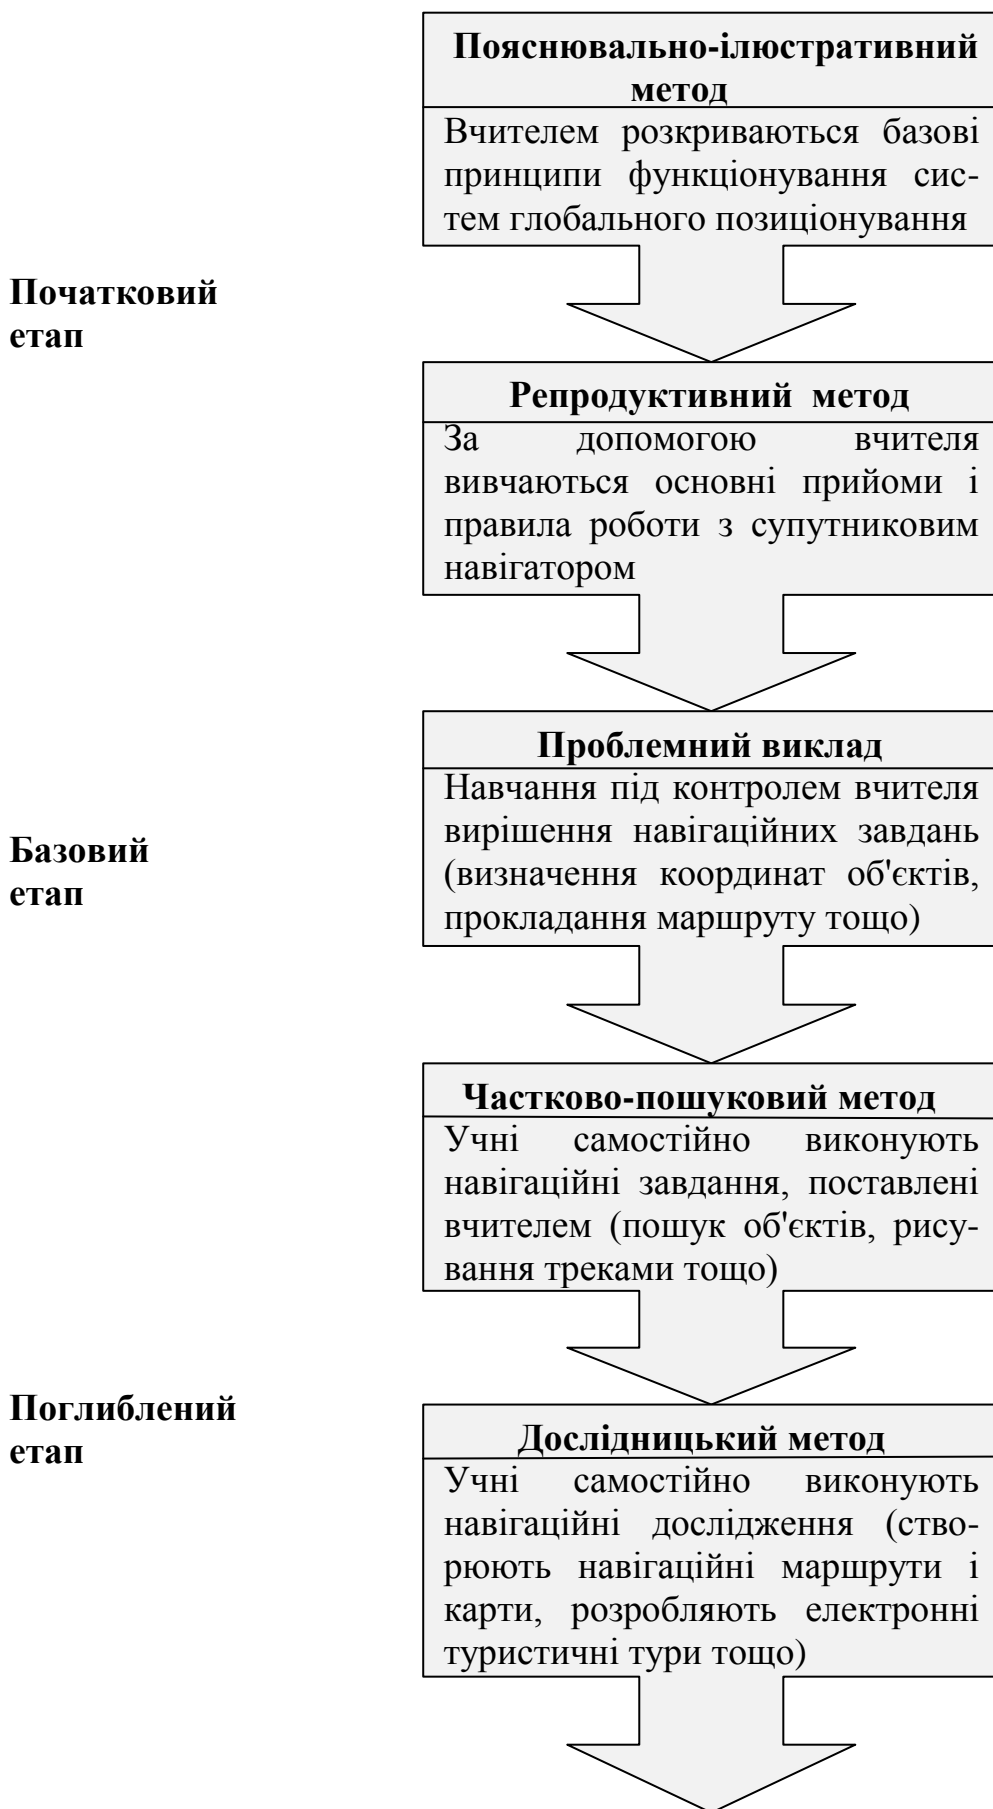 Пояснювально-ілюстративний
метод
Вчителем розкриваються базові
принципи функціонування сис-
тем глобального позиціонування
Початковий
етап
Репродуктивний метод
За допомогою вчителя
вивчаються основні прийоми і
правила роботи з супутниковим
навігатором
Проблемний виклад
Навчання під контролем вчителя
вирішення навігаційних завдань
(визначення координат об'єктів,
прокладання маршруту тощо)
Базовий
етап
Частково-пошуковий метод
Учні самостійно виконують
навігаційні завдання, поставлені
вчителем (пошук об'єктів, рису-
вання треками тощо)
Поглиблений
етап
Дослідницький метод
Учні самостійно виконують
навігаційні дослідження (ство-
рюють навігаційні маршрути і
карти, розробляють електронні
туристичні тури тощо)